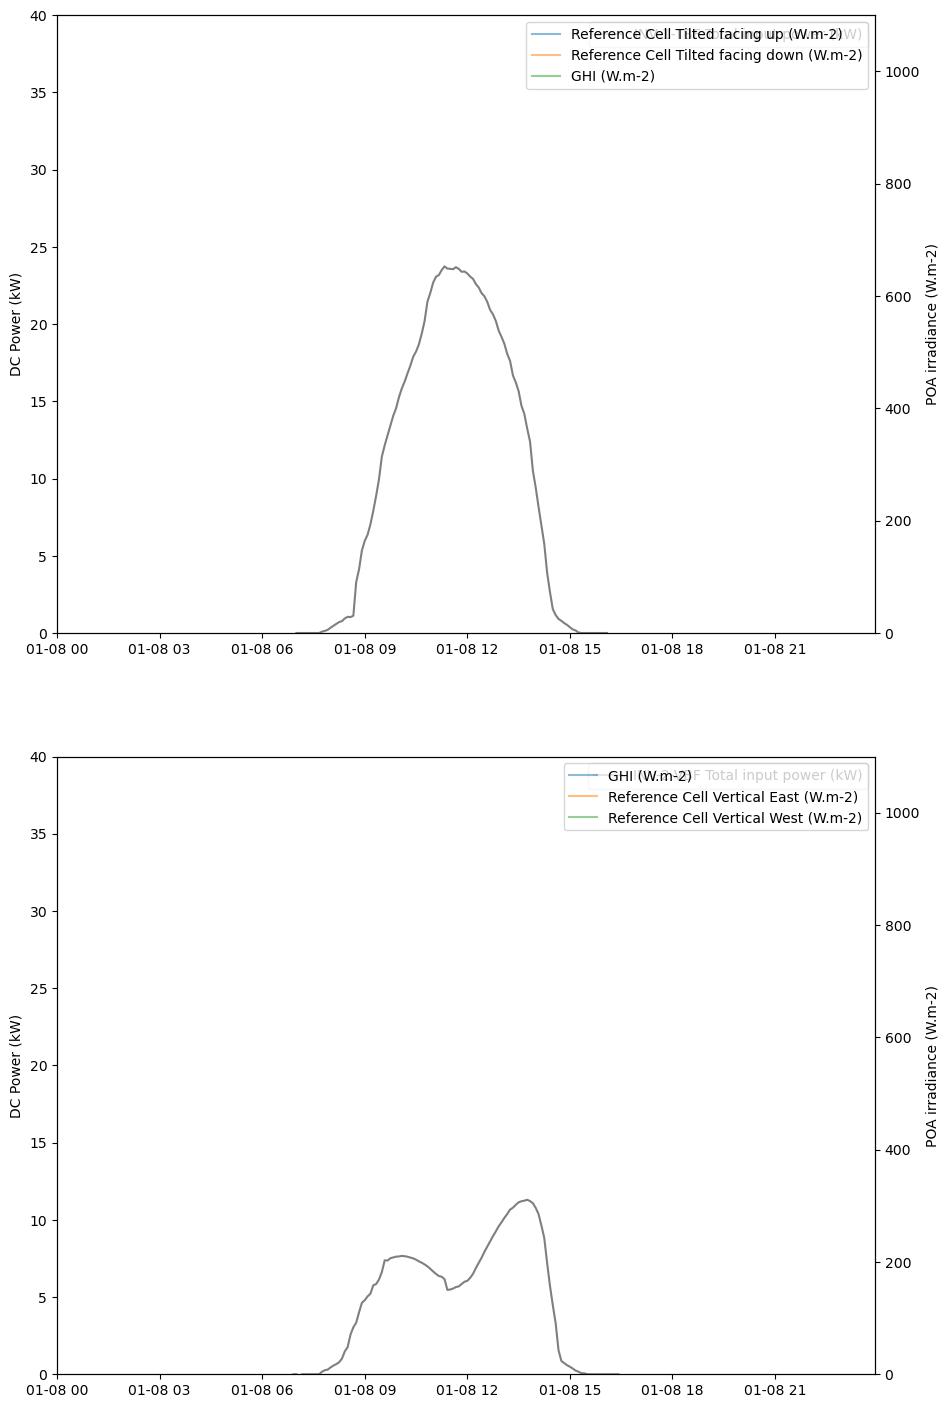 40
35
30
25
20
15
10
5
0
DC Power (kW)
Reference Cell Tilted facing up (W.m-2)
Reference Cell Tilted facing down (W.m-2)
GHI (W.m-2)
1000
800
600
400
200
0
POA irradiance (W.m-2)
01-08 00 01-08 03 01-08 06 01-08 09 01-08 12 01-08 15 01-08 18 01-08 21
40
35
30
25
20
15
10
5
0
DC Power (kW)
GHI (W.m-2) Total input power (kW)
Reference Cell Vertical East (W.m-2)
Reference Cell Vertical West (W.m-2)
1000
800
600
400
200
0
POA irradiance (W.m-2)
01-08 00 01-08 03 01-08 06 01-08 09 01-08 12 01-08 15 01-08 18 01-08 21